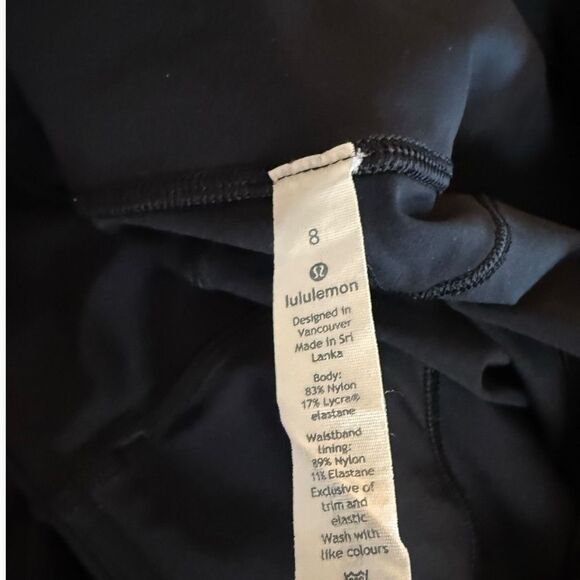 8
lululemon
Designed in
Vancouver
Made in Sri
Lanka
Body:
83% Nylon
17% Lycra®
elastane
Waistband
lining:
89% Nylon
11% Elastane
Exclusive of
trim and
elastic
Wash with
like colours